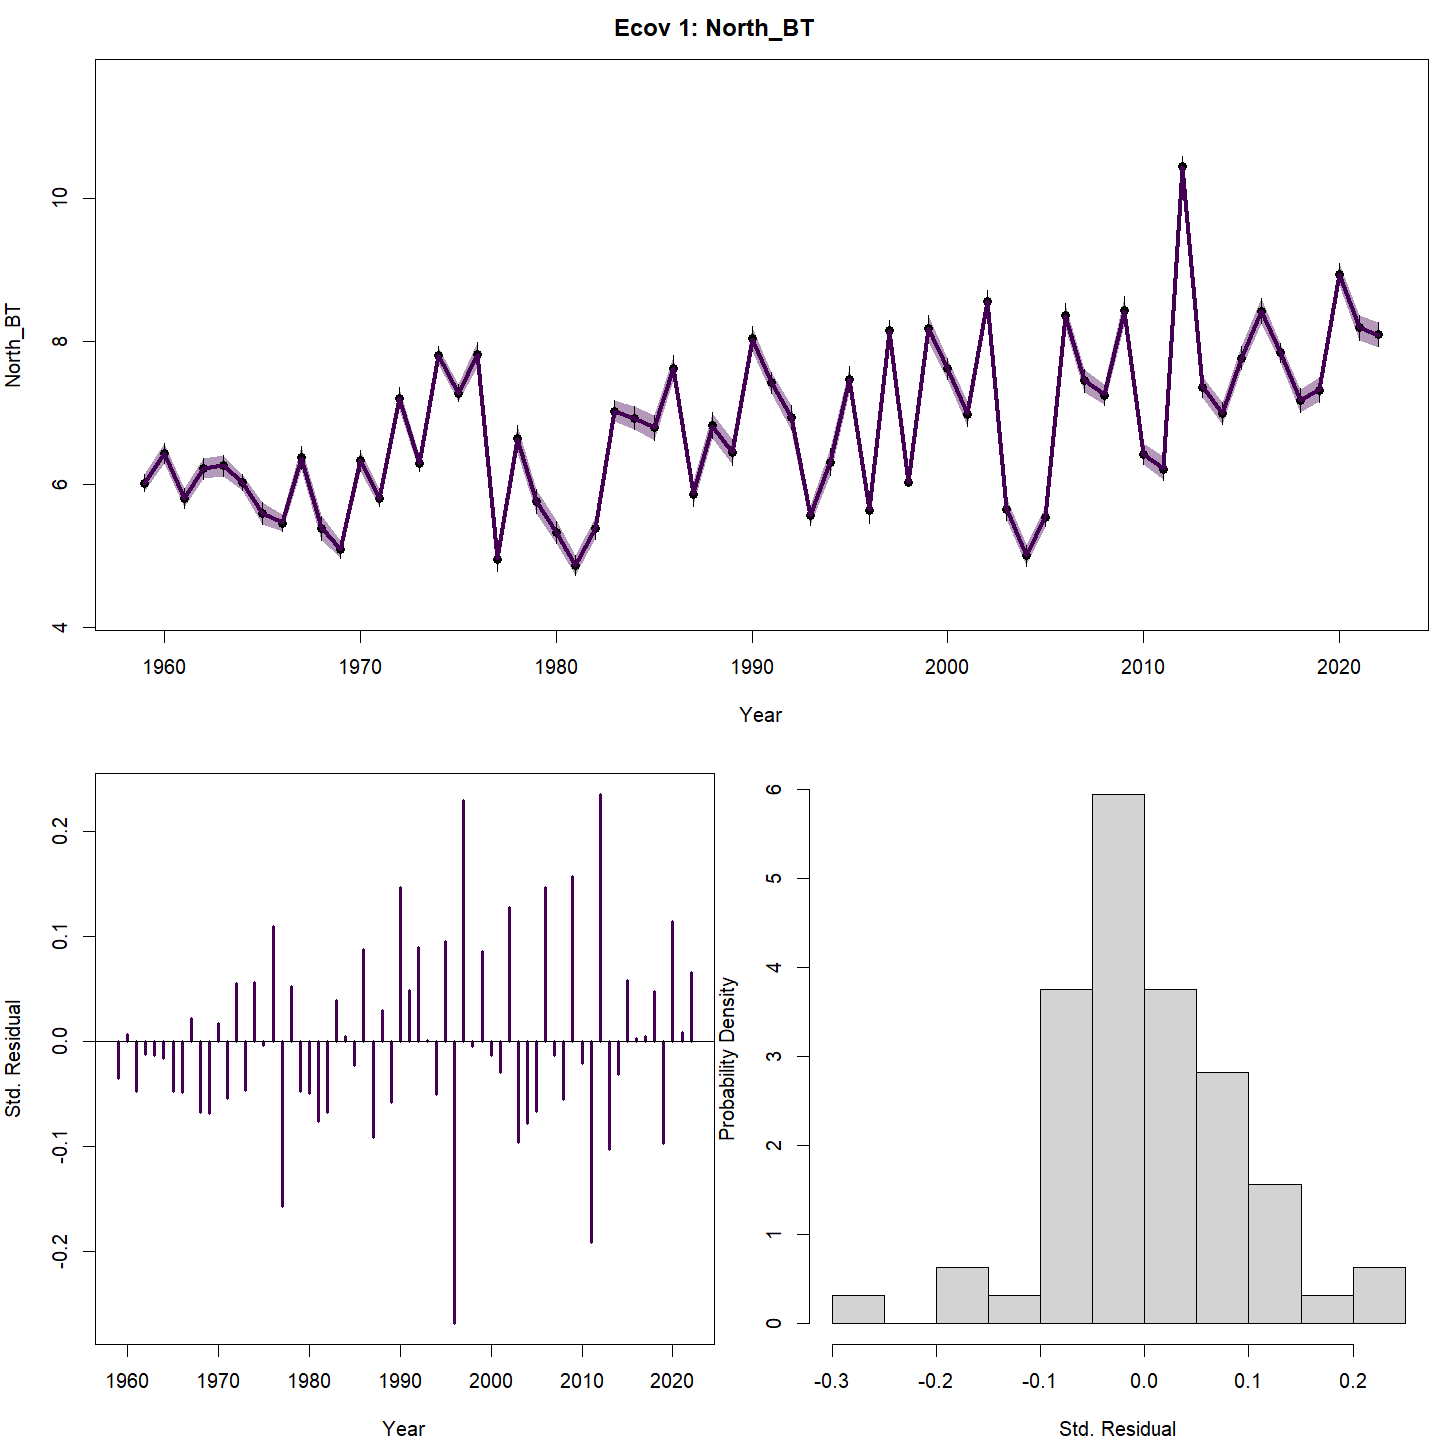 Ecov 1: North_BT
North_BT
10
8
6
4
1960 1970 1980 1990 2000 2010 2020
Year
Std. Residual
0.2
0.1
0.0
-0.1
-0.2
1960 1970 1980 1990 2000 2010 2020
Year
Probability Density
6
5
4
3
2
1
0
-0.3 -0.2 -0.1 0.0 0.1 0.2
Std. Residual